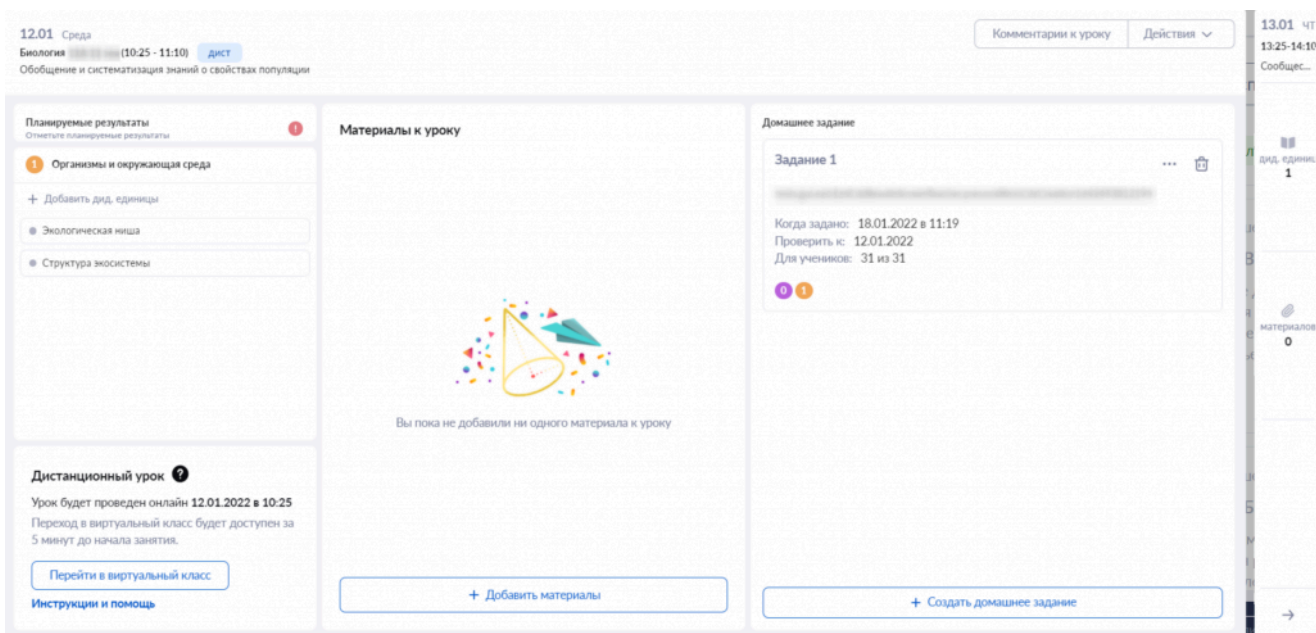 12.01 Среда
Биология (10:25 - 11:10) дист
Обобщение и систематизация знаний о свойствах популяции
Комментарии к уроку
Действия
Планируемые результаты
Отметьте планируемые результаты
!
1 Организмы и окружающая среда
+ Добавить дид. единицы
Экологическая ниша
Структура экосистемы
Дистанционный урок ?
Урок будет проведен онлайн 12.01.2022 в 10:25
Переход в виртуальный класс будет доступен за
5 минут до начала занятия.
Перейти в виртуальный класс
Инструкции и помощь
Материалы к уроку
Вы пока не добавили ни одного материала к уроку
+ Добавить материалы
Домашнее задание
Задание 1 ...
Когда задано: 18.01.2022 в 11:19
Проверить к: 12.01.2022
Для учеников: 31 из 31
0 1
+ Создать домашнее задание
13.01 ЧТ
13:25-14:10
Сообщес...
дид. единиц
1
материалов
0